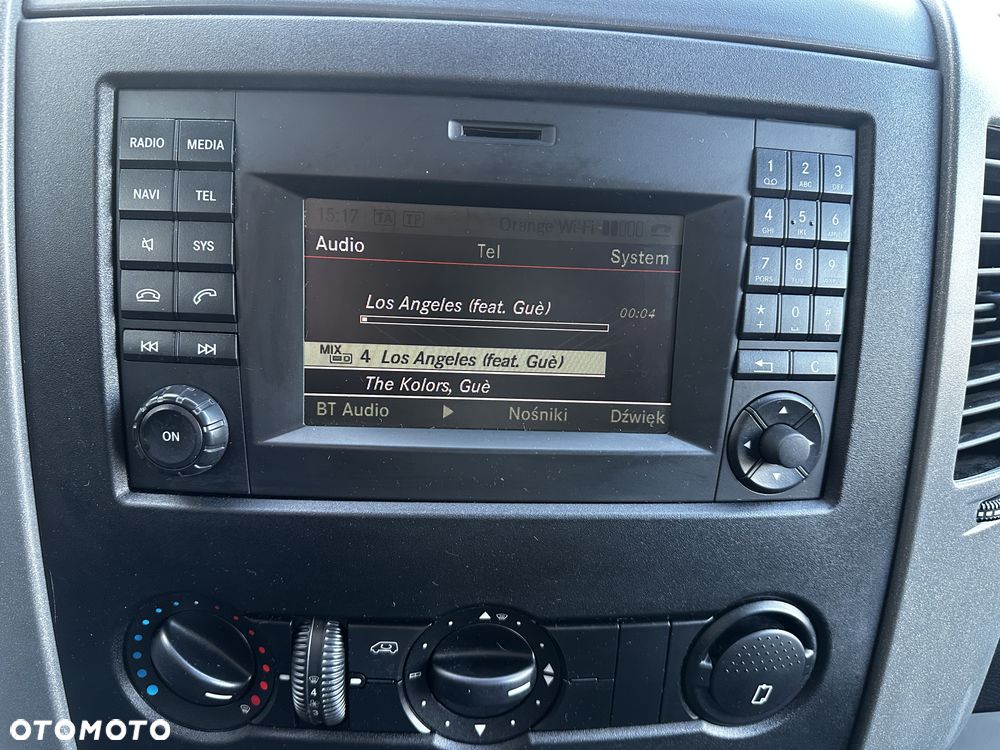 RADIO MEDIA
NAVI TEL
SYS
ON
15:17 TA TP Orange Wi-Fi
Audio Tel System
Los Angeles (feat. Guè) 00:04
MIX 4 Los Angeles (feat. Guè)
The Kolors, Guè
BT Audio Nośniki Dźwięk
1 2 ABC 3 DEF
4 GHI 5 JKL 6 MNO
7 PQRS 8 TUV 9
* + 0 #
C
4
OTOMOTO